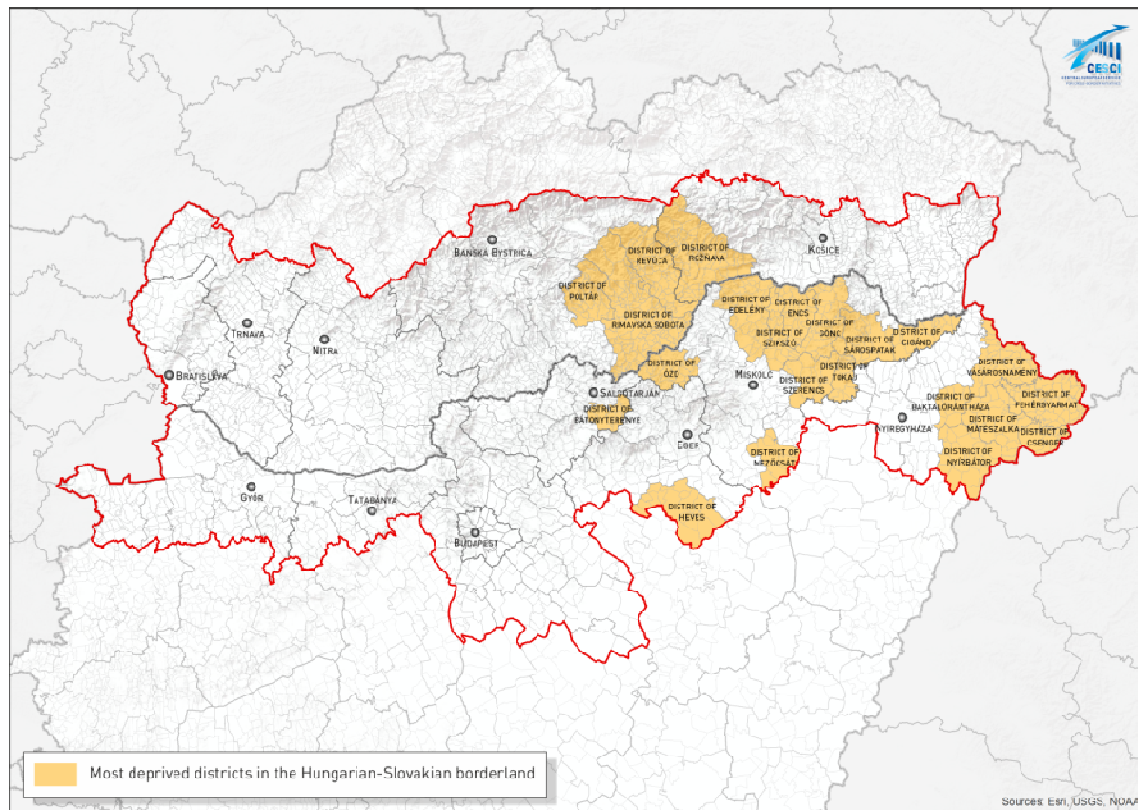 CESCI
BANSKÁ BYSTRICA
KOŠICE
DISTRICT OF
REVÚCA
DISTRICT OF
ROŽŇAVA
DISTRICT OF
POLTÁR
DISTRICT OF
RIMAVSKÁ SOBOTA
DISTRICT OF
EDELÉNY
DISTRICT OF
ENCS
DISTRICT OF
GÖNC
DISTRICT OF
SZIKSZÓ
DISTRICT OF
SÁROSPATAK
DISTRICT OF
CIGÁND
TRNAVA
NITRA
BRATISLAVA
DISTRICT OF
ÓZD
MISKOLC
DISTRICT OF
TOKAJ
DISTRICT OF
SZERENCS
DISTRICT OF
VÁSÁROSNAMÉNY
SALGÓTARJÁN
DISTRICT OF
BÁTONYTERENYE
DISTRICT OF
BAKTALÓRÁNTHÁZA
DISTRICT OF
FEHÉRGYARMAT
NYÍREGYHÁZA
DISTRICT OF
MÁTÉSZALKA
DISTRICT OF
CSENGER
EGER
DISTRICT OF
MEZŐCSÁT
DISTRICT OF
NYÍRBÁTOR
GYŐR
TATABÁNYA
DISTRICT OF
HEVES
BUDAPEST
Most deprived districts in the Hungarian-Slovakian borderland
Sources: Esri, USGS, NOAA